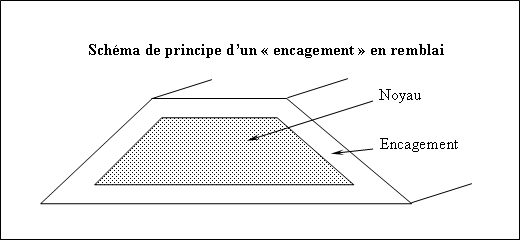 Schéma de principe d'un « encagement » en remblai
Noyau
Encagement